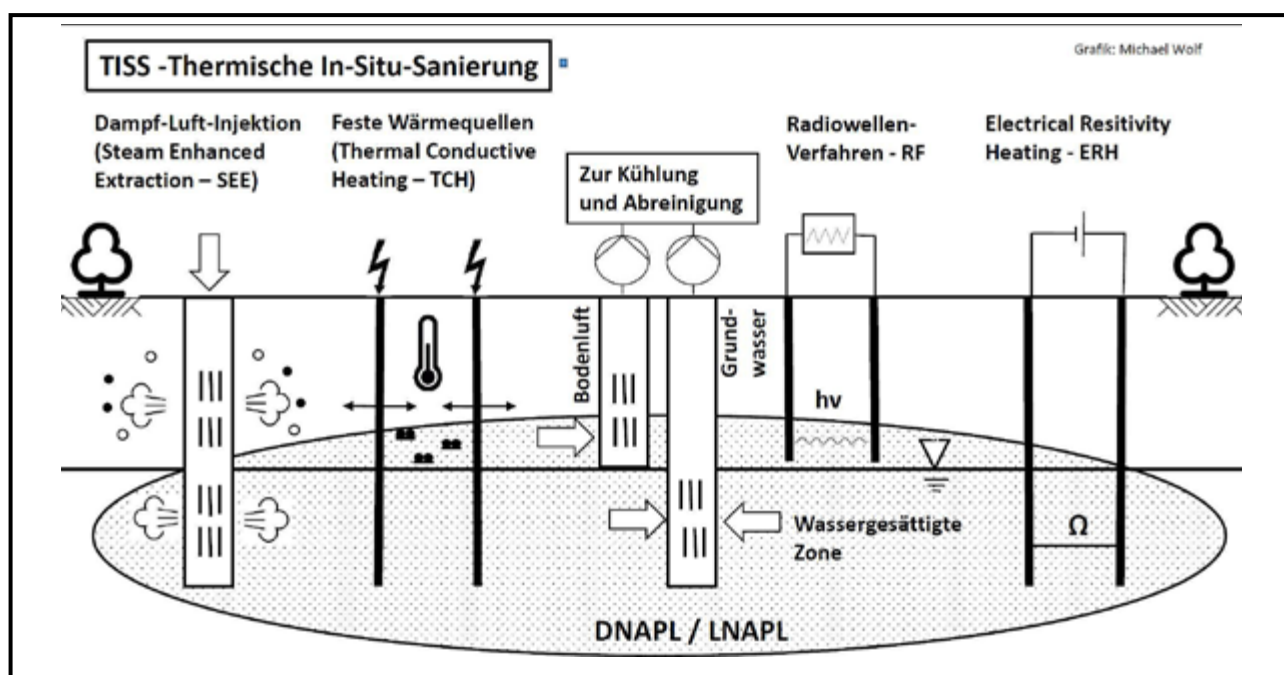 TISS -Thermische In-Situ-Sanierung
Grafik: Michael Wolf
Dampf-Luft-Injektion
(Steam Enhanced
Extraction – SEE)
Feste Wärmequellen
(Thermal Conductive
Heating – TCH)
Zur Kühlung
und Abreinigung
Radiowellen-
Verfahren - RF
Electrical Resitivity
Heating - ERH
Bodenluft
Grund-
wasser
hv
Wassergesättigte
Zone
Ω
DNAPL / LNAPL